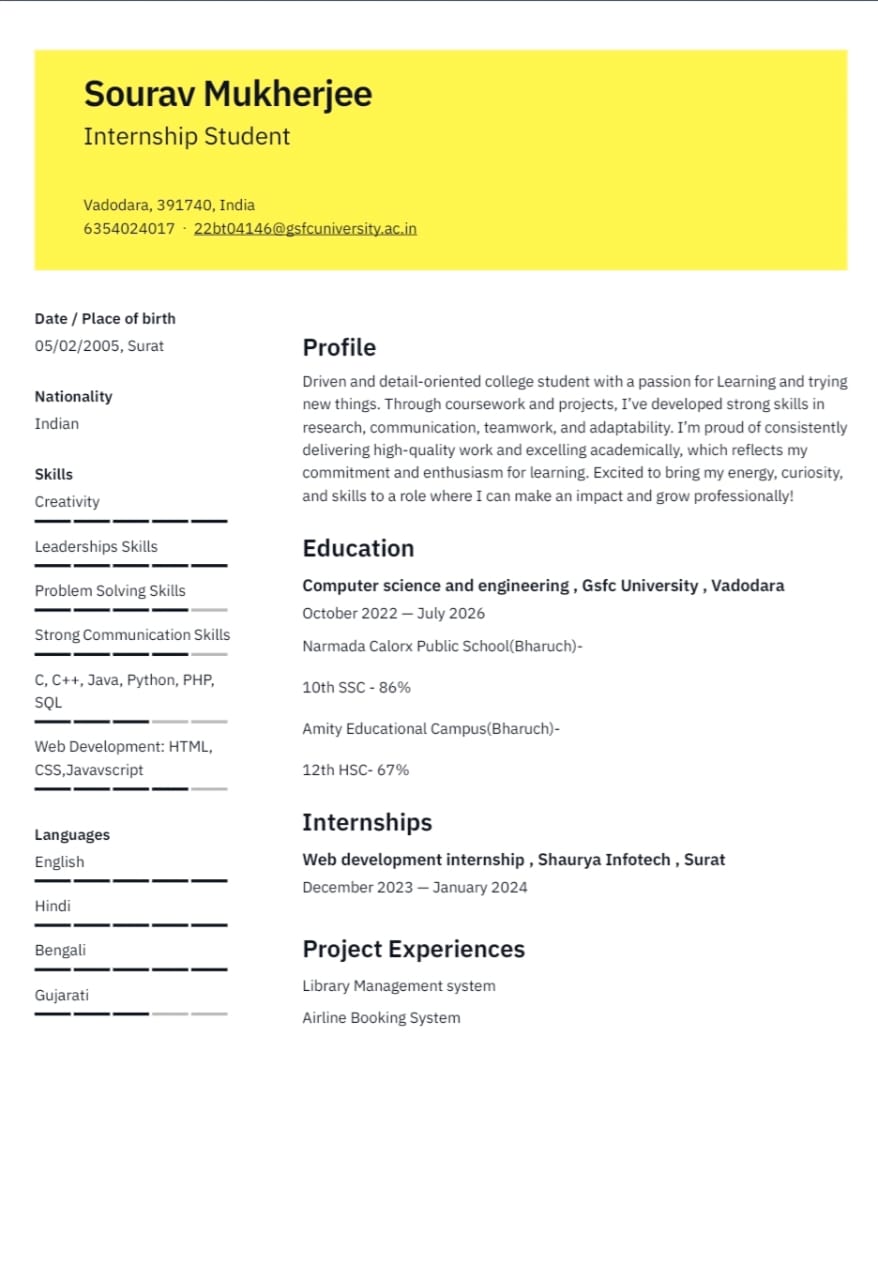 Sourav Mukherjee
Internship Student
Vadodara, 391740, India
6354024017 · 22bt04146@gsfcuniversity.ac.in
Date / Place of birth
05/02/2005, Surat
Nationality
Indian
Skills
Creativity
Leaderships Skills
Problem Solving Skills
Strong Communication Skills
C, C++, Java, Python, PHP,
SQL
Web Development: HTML,
CSS,Javavscript
Languages
English
Hindi
Bengali
Gujarati
Profile
Driven and detail-oriented college student with a passion for Learning and trying
new things. Through coursework and projects, I’ve developed strong skills in
research, communication, teamwork, and adaptability. I’m proud of consistently
delivering high-quality work and excelling academically, which reflects my
commitment and enthusiasm for learning. Excited to bring my energy, curiosity,
and skills to a role where I can make an impact and grow professionally!
Education
Computer science and engineering , Gsfc University , Vadodara
October 2022 — July 2026
Narmada Calorx Public School(Bharuch)-
10th SSC - 86%
Amity Educational Campus(Bharuch)-
12th HSC- 67%
Internships
Web development internship , Shaurya Infotech , Surat
December 2023 — January 2024
Project Experiences
Library Management system
Airline Booking System